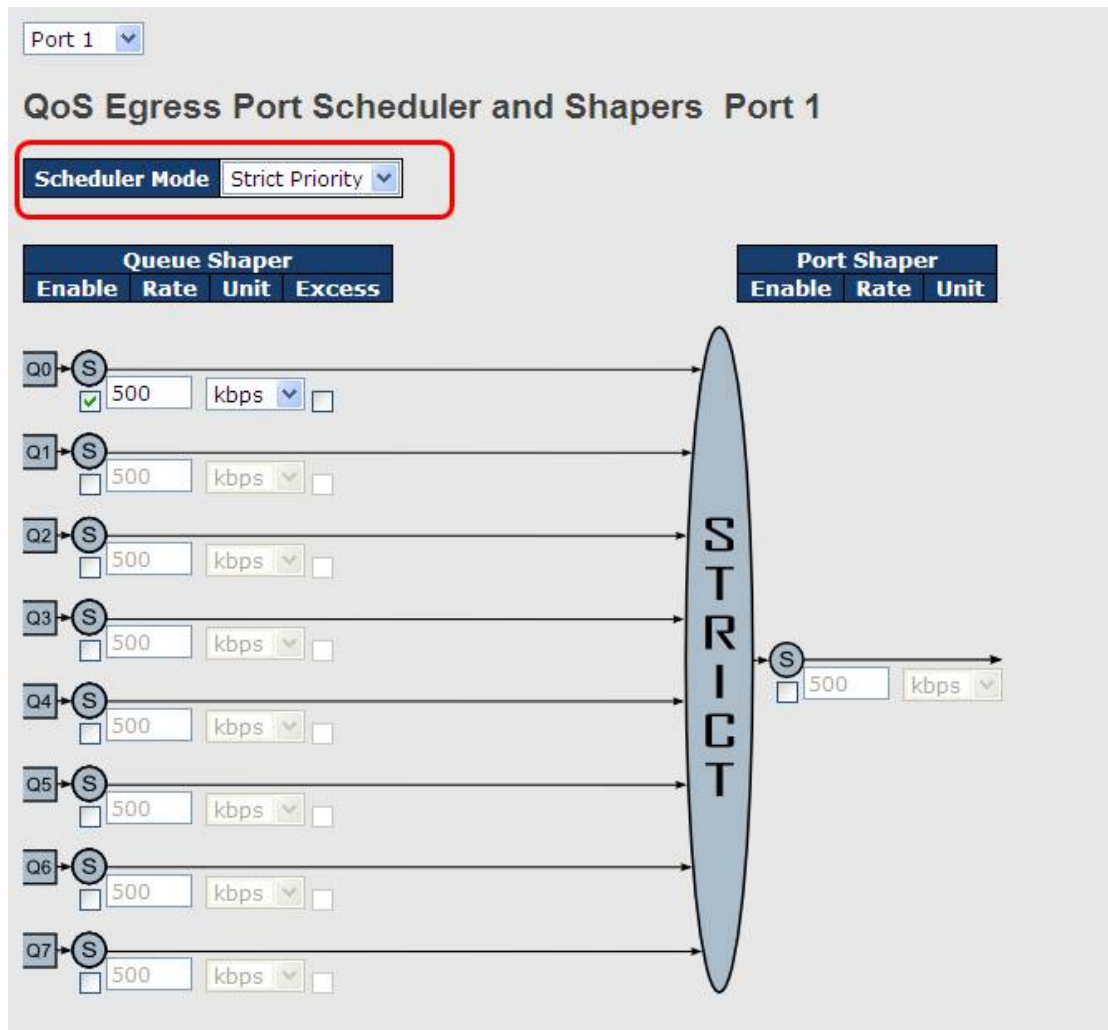 Port 1
QoS Egress Port Scheduler and Shapers Port 1
Scheduler Mode Strict Priority
Queue Shaper Port Shaper
Enable Rate Unit Excess Enable Rate Unit
Q0 S
500 kbps
Q1 S
500 kbps
Q2 S
500 kbps
Q3 S
500 kbps
Q4 S
500 kbps
Q5 S
500 kbps
Q6 S
500 kbps
Q7 S
500 kbps
STRICT
S
500 kbps